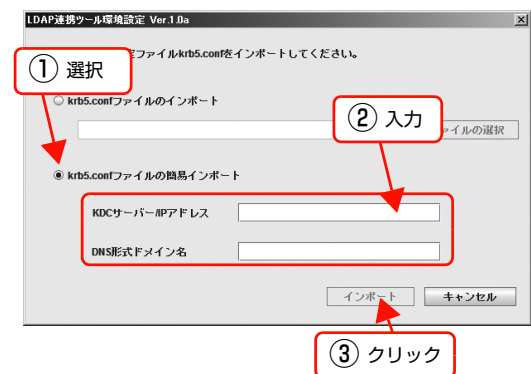 LDAP連携ツール環境設定 Ver.1.0a
定ファイルkrb5.confをインポートしてください。
① 選択
krb5.confファイルのインポート
② 入力
ァイルの選択
krb5.confファイルの簡易インポート
KDCサーバー/IPアドレス
DNS形式ドメイン名
インポート
キャンセル
③ クリック